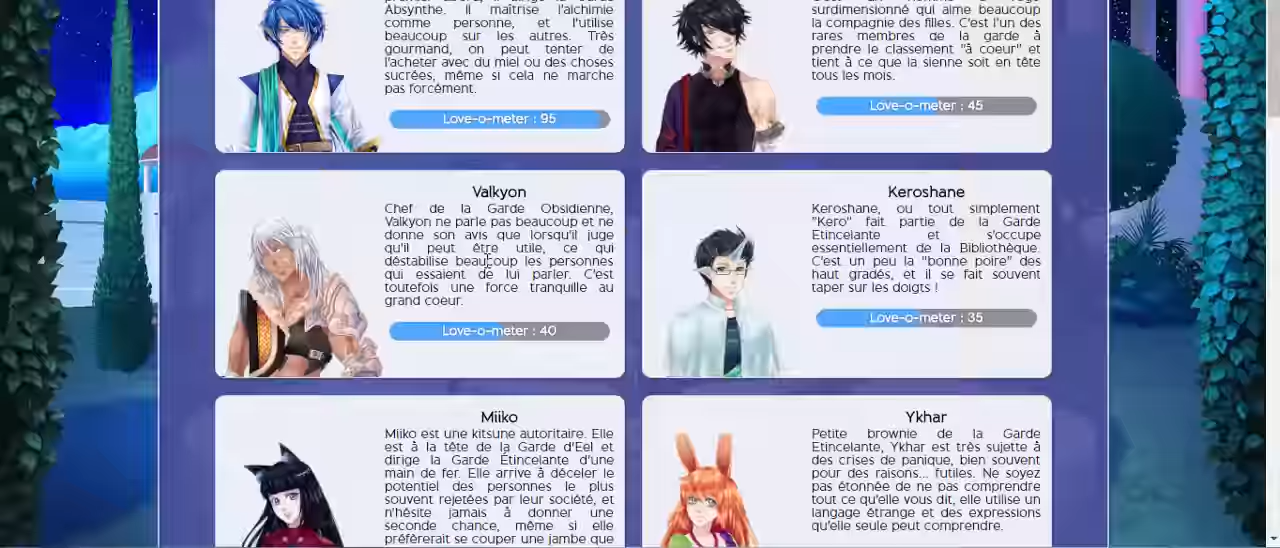 Absynthe. Il maîtrise l'alchimie
comme personne, et l'utilise
beaucoup sur les autres. Très
gourmand, on peut tenter de
l'acheter avec du miel ou des choses
sucrées, même si cela ne marche
pas forcément.
Love-o-meter : 95
surdimensionné qui aime beaucoup
la compagnie des filles. C'est l'un des
rares membres de la garde à
prendre le classement "à coeur" et
tient à ce que la sienne soit en tête
tous les mois.
Love-o-meter : 45
Valkyon
Chef de la Garde Obsidienne,
Valkyon ne parle pas beaucoup et ne
donne son avis que lorsqu'il juge
qu'il peut être utile, ce qui
déstabilise beaucoup les personnes
qui essaient de lui parler. C'est
toutefois une force tranquille au
grand coeur.
Love-o-meter : 40
Keroshane
Keroshane, ou tout simplement
"Kero" fait partie de la Garde
Etincelante et s'occupe
essentiellement de la Bibliothèque.
C'est un peu la "bonne poire" des
haut gradés, et il se fait souvent
taper sur les doigts !
Love-o-meter : 35
Miiko
Miiko est une kitsune autoritaire. Elle
est à la tête de la Garde d'Eel et
dirige la Garde Étincelante d'une
main de fer. Elle arrive à déceler le
potentiel des personnes le plus
souvent rejetées par leur société, et
n'hésite jamais à donner une
seconde chance, même si elle
préfèrerait se couper une jambe que
Ykhar
Petite brownie de la Garde
Etincelante, Ykhar est très sujette à
des crises de panique, bien souvent
pour des raisons... futiles. Ne soyez
pas étonnée de ne pas comprendre
tout ce qu'elle vous dit, elle utilise un
langage étrange et des expressions
qu'elle seule peut comprendre.